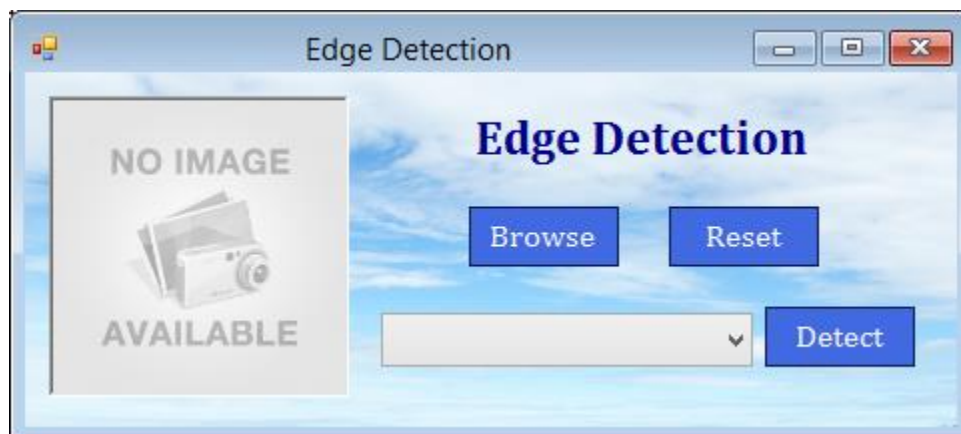 Edge Detection
NO IMAGE
AVAILABLE
Edge Detection
Browse
Reset
Detect